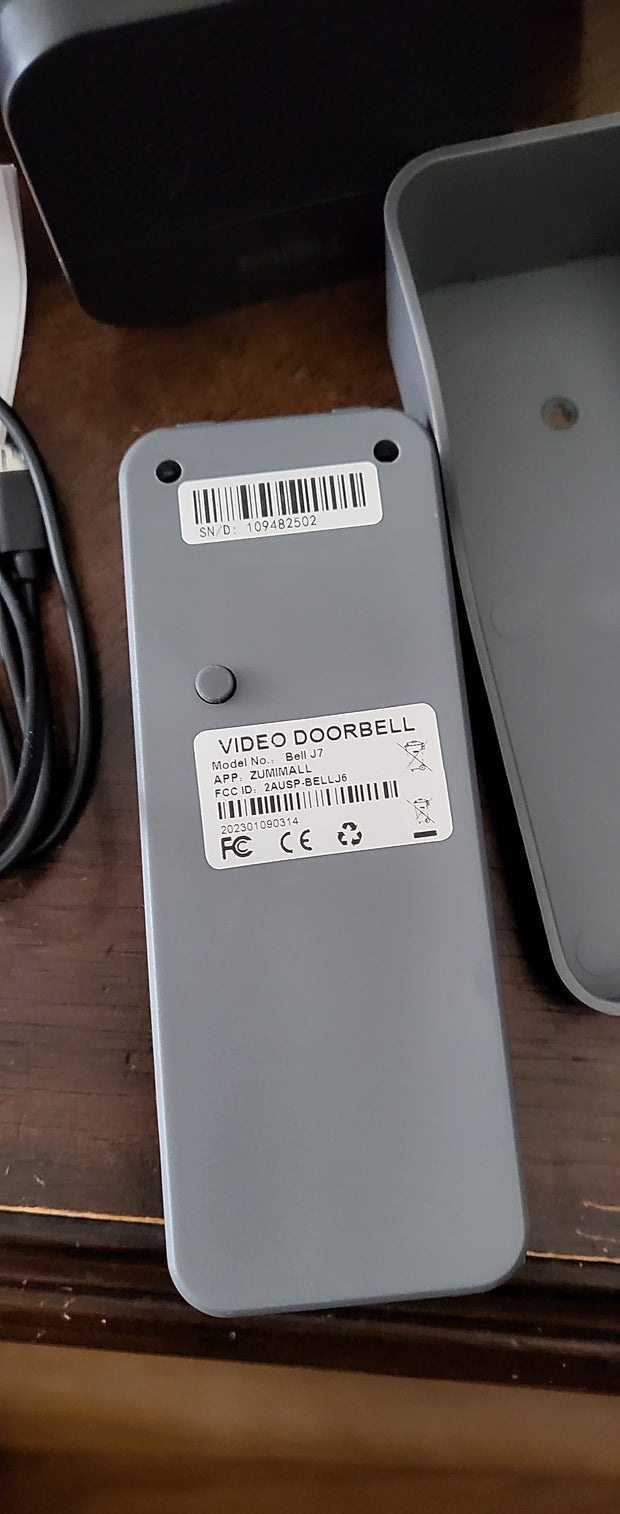 SN/D: 109482502
VIDEO DOORBELL
Model No.: Bell J7
APP: ZUMIMALL
FCC ID: 2AUSP-BELLJ6
202301090314
FC CE